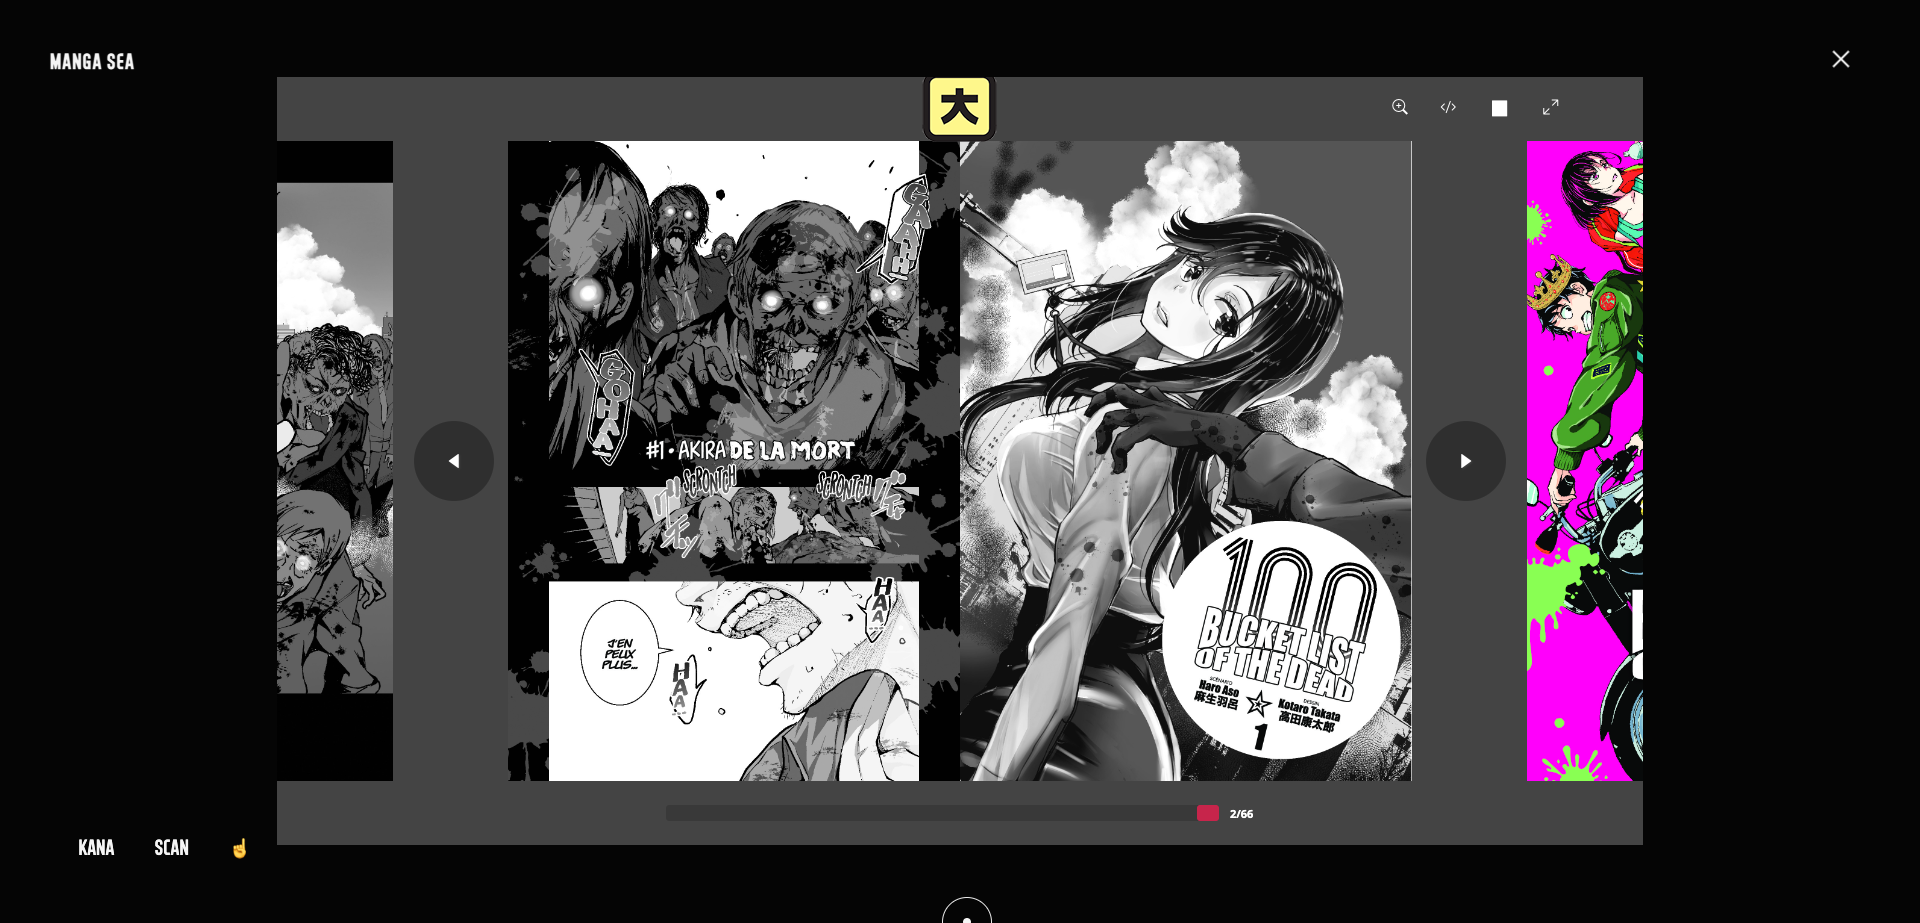 MANGA SEA
大
GAAAH
GOHAA
#1 • AKIRA DE LA MORT
SCRONTCH
SCRONTCH
J'EN
PEUX
PLUS...
HAA
HAA
100
BUCKET LIST
OF THE DEAD
SCENARIO
Haro Aso
麻生羽呂
DESSIN
Kotaro Takata
高田康太郎
1
2/66
KANA
SCAN